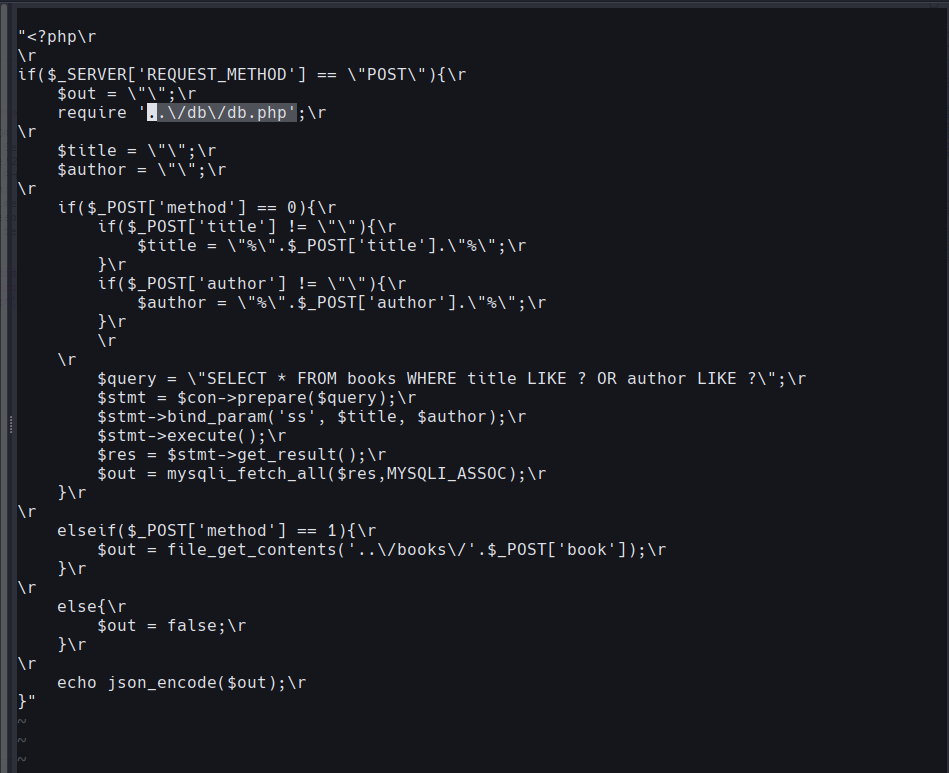 "<?php\r
\r
if($_SERVER['REQUEST_METHOD'] == \"POST\"){\r
    $out = \"\";\r
    require '..\/db\/db.php';\r
\r
    $title = \"\";\r
    $author = \"\";\r
\r
    if($_POST['method'] == 0){\r
        if($_POST['title'] != \"\"){\r
            $title = \"%\".$_POST['title'].\"%\";\r
        }\r
        if($_POST['author'] != \"\"){\r
            $author = \"%\".$_POST['author'].\"%\";\r
        }\r
        \r
    \r
        $query = \"SELECT * FROM books WHERE title LIKE ? OR author LIKE ?\";\r
        $stmt = $con->prepare($query);\r
        $stmt->bind_param('ss', $title, $author);\r
        $stmt->execute();\r
        $res = $stmt->get_result();\r
        $out = mysqli_fetch_all($res,MYSQLI_ASSOC);\r
    }\r
\r
    elseif($_POST['method'] == 1){\r
        $out = file_get_contents('..\/books\/'.$_POST['book']);\r
    }\r
\r
    else{\r
        $out = false;\r
    }\r
\r
    echo json_encode($out);\r
}"
~
~
~